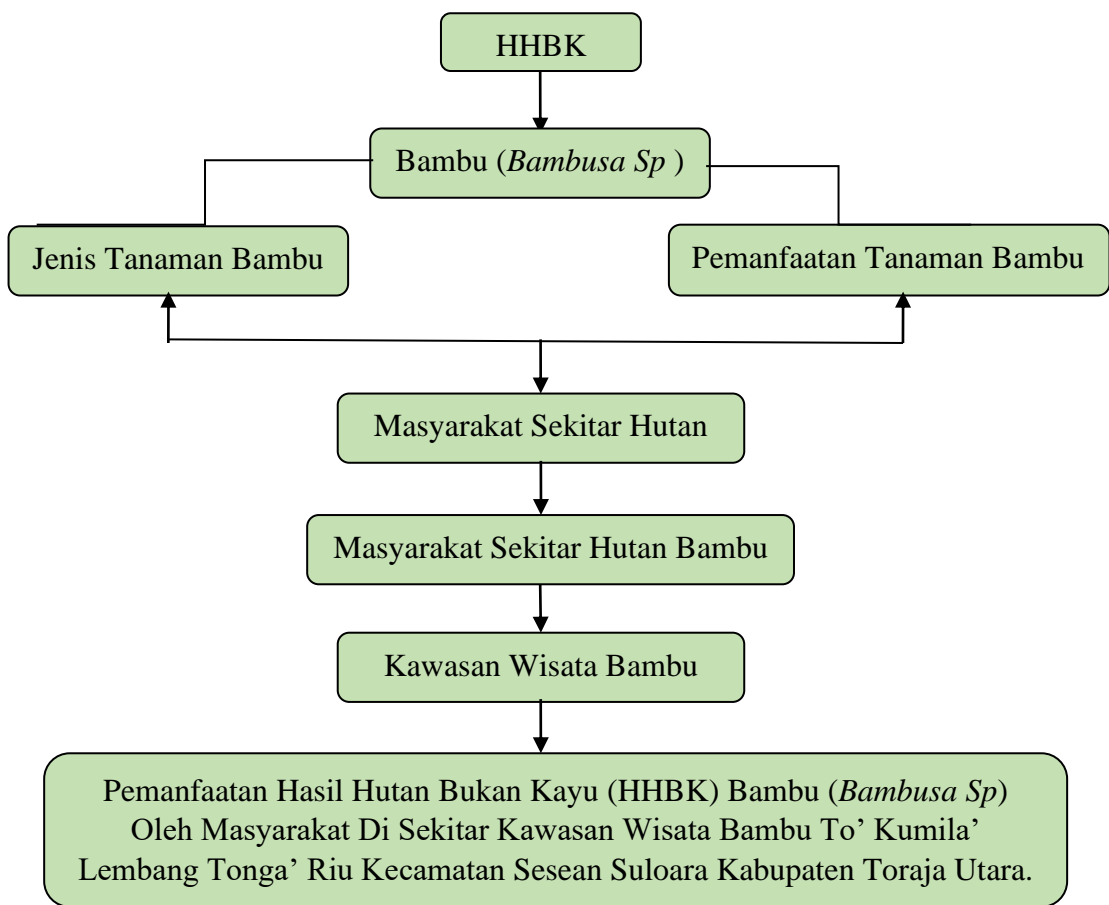 HHBK
Bambu (Bambusa Sp )
Jenis Tanaman Bambu
Pemanfaatan Tanaman Bambu
Masyarakat Sekitar Hutan
Masyarakat Sekitar Hutan Bambu
Kawasan Wisata Bambu
Pemanfaatan Hasil Hutan Bukan Kayu (HHBK) Bambu (Bambusa Sp)
Oleh Masyarakat Di Sekitar Kawasan Wisata Bambu To’ Kumila’
Lembang Tonga’ Riu Kecamatan Sesean Suloara Kabupaten Toraja Utara.